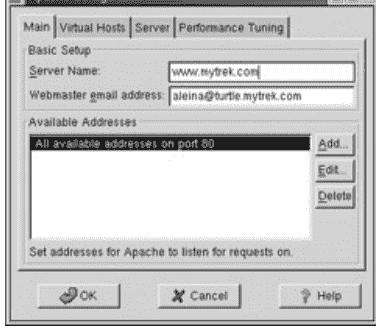 Main Virtual Hosts Server Performance Tuning
Basic Setup
Server Name: www.mytrek.com
Webmaster email address: aleina@turtle.mytrek.com
Available Addresses
All available addresses on port 80
Add...
Edit...
Delete
Set addresses for Apache to listen for requests on.
OK Cancel Help